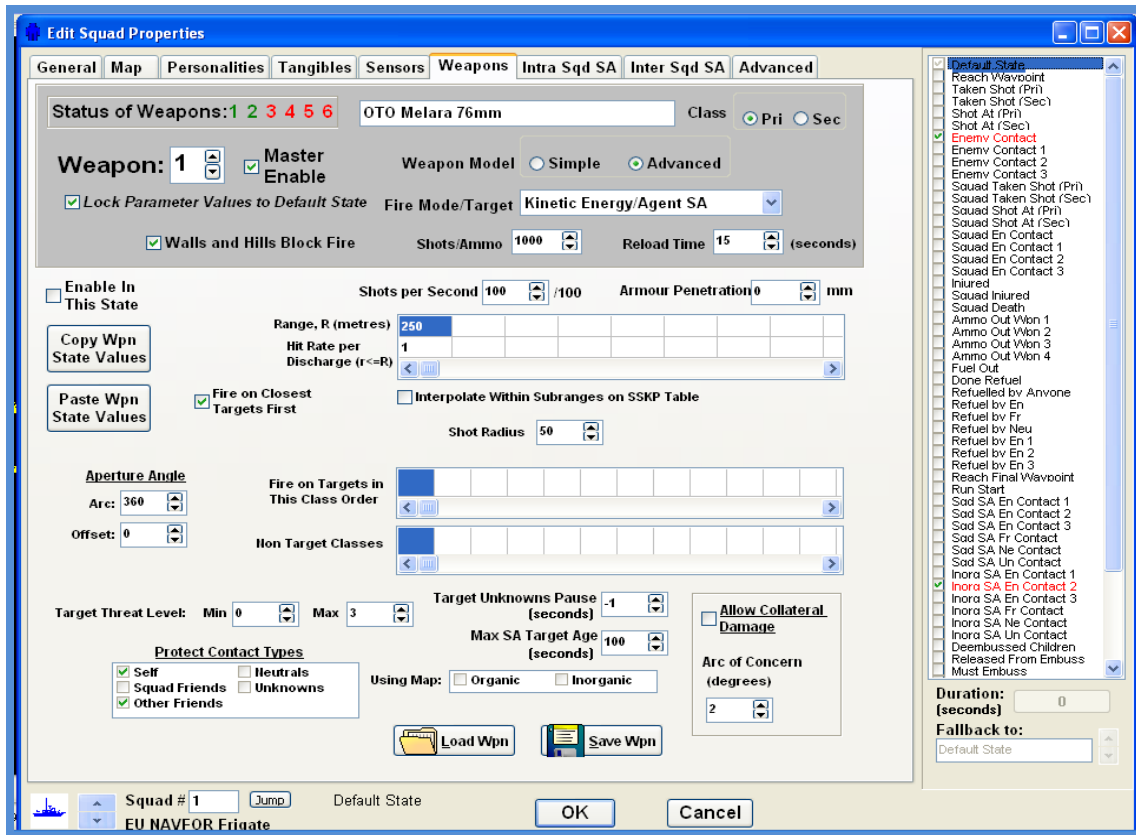 Edit Squad Properties
General Map Personalities Tangibles Sensors Weapons Intra Sqd SA Inter Sqd SA Advanced
Status of Weapons:1 2 3 4 5 6 OTO Melara 76mm Class Pri Sec
Weapon: 1 Master Enable Weapon Model Simple Advanced
Lock Parameter Values to Default State Fire Mode/Target Kinetic Energy/Agent SA
Walls and Hills Block Fire Shots/Ammo 1000 Reload Time 15 (seconds)
Enable In This State Shots per Second 100 /100 Armour Penetration 0 mm
Copy Wpn State Values
Range, R (metres) 250
Hit Rate per Discharge (r<=R) 1
Paste Wpn State Values
Fire on Closest Targets First Interpolate Within Subranges on SSKP Table
Shot Radius 50
Aperture Angle
Arc: 360
Offset: 0
Fire on Targets in This Class Order
Non Target Classes
Target Threat Level: Min 0 Max 3
Target Unknowns Pause (seconds) -1
Max SA Target Age (seconds) 100
Allow Collateral Damage
Arc of Concern (degrees)
2
Protect Contact Types
Self Neutrals
Squad Friends Unknowns
Other Friends
Using Map: Organic Inorganic
Load Wpn Save Wpn
Squad # 1 Jump Default State
EU NAVFOR Frigate
OK Cancel
Default State
Reach Waypoint
Taken Shot (Pri)
Taken Shot (Sec)
Shot At (Pri)
Shot At (Sec)
Enemy Contact
Enemy Contact 1
Enemy Contact 2
Enemy Contact 3
Squad Taken Shot (Pri)
Squad Taken Shot (Sec)
Squad Shot At (Pri)
Squad Shot At (Sec)
Squad En Contact
Squad En Contact 1
Squad En Contact 2
Squad En Contact 3
Injured
Squad Injured
Squad Death
Ammo Out Wpn 1
Ammo Out Wpn 2
Ammo Out Wpn 3
Ammo Out Wpn 4
Fuel Out
Done Refuel
Refuelled by Anyone
Refuel by En
Refuel by Fr
Refuel by Neu
Refuel by En 1
Refuel by En 2
Refuel by En 3
Reach Final Waypoint
Run Start
Sqd SA En Contact 1
Sqd SA En Contact 2
Sqd SA En Contact 3
Sqd SA Fr Contact
Sqd SA Ne Contact
Sqd SA Un Contact
Inorg SA En Contact 1
Inorg SA En Contact 2
Inorg SA En Contact 3
Inorg SA Fr Contact
Inorg SA Ne Contact
Inorg SA Un Contact
Deembussed Children
Released From Embuss
Must Embuss
Duration: (seconds) 0
Fallback to:
Default State